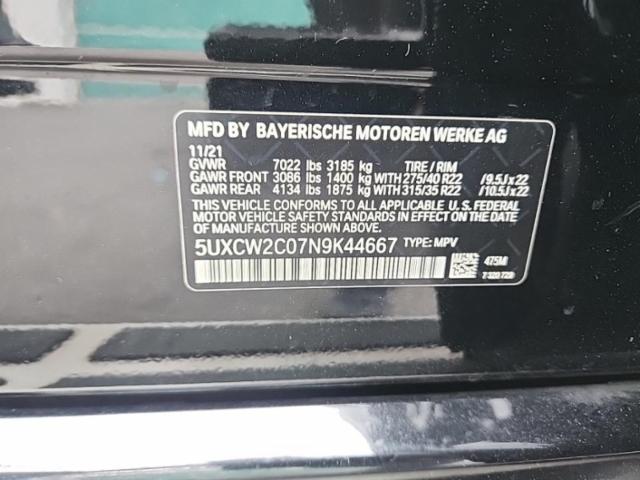 MFD BY BAYERISCHE MOTOREN WERKE AG
11/21
GVWR 7022 lbs 3185 kg TIRE / RIM
GAWR FRONT 3086 lbs 1400 kg WITH 275/40 R22 /9.5Jx22
GAWR REAR 4134 lbs 1875 kg WITH 315/35 R22 /10.5Jx22
THIS VEHICLE CONFORMS TO ALL APPLICABLE U.S. FEDERAL
MOTOR VEHICLE SAFETY STANDARDS IN EFFECT ON THE DATE
OF MANUFACTURE SHOWN ABOVE.
5UXCW2C07N9K44667 TYPE: MPV
475M